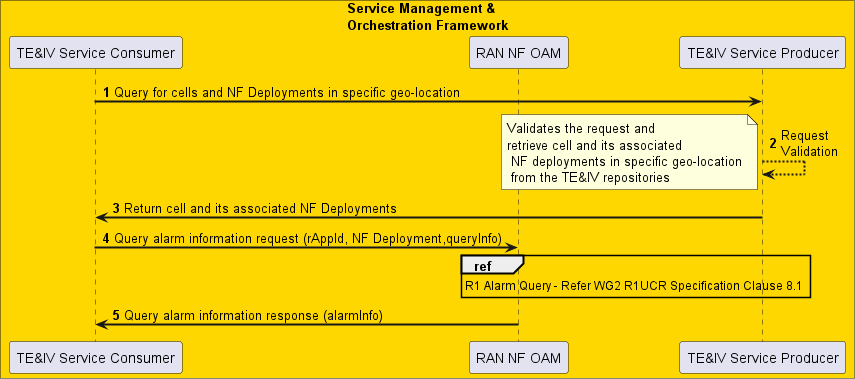 Service Management &
Orchestration Framework
TE&IV Service Consumer
RAN NF OAM
TE&IV Service Producer
1 Query for cells and NF Deployments in specific geo-location
Validates the request and
retrieve cell and its associated
NF deployments in specific geo-location
from the TE&IV repositories
2 Request
Validation
3 Return cell and its associated NF Deployments
4 Query alarm information request (rAppId, NF Deployment,queryInfo)
ref
R1 Alarm Query - Refer WG2 R1UCR Specification Clause 8.1
5 Query alarm information response (alarmInfo)
TE&IV Service Consumer
RAN NF OAM
TE&IV Service Producer